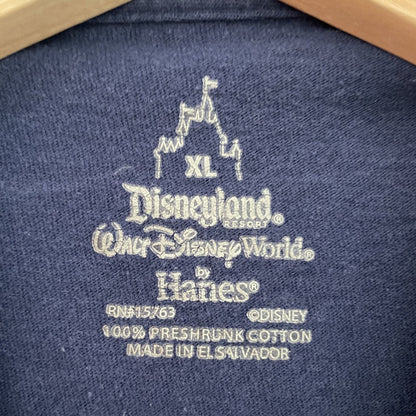 XL
Disneyland®
RESORT
WALT DISNEY World®
by
Hanes®
RN#15763 ©DISNEY
100% PRESHRUNK COTTON
MADE IN EL SALVADOR